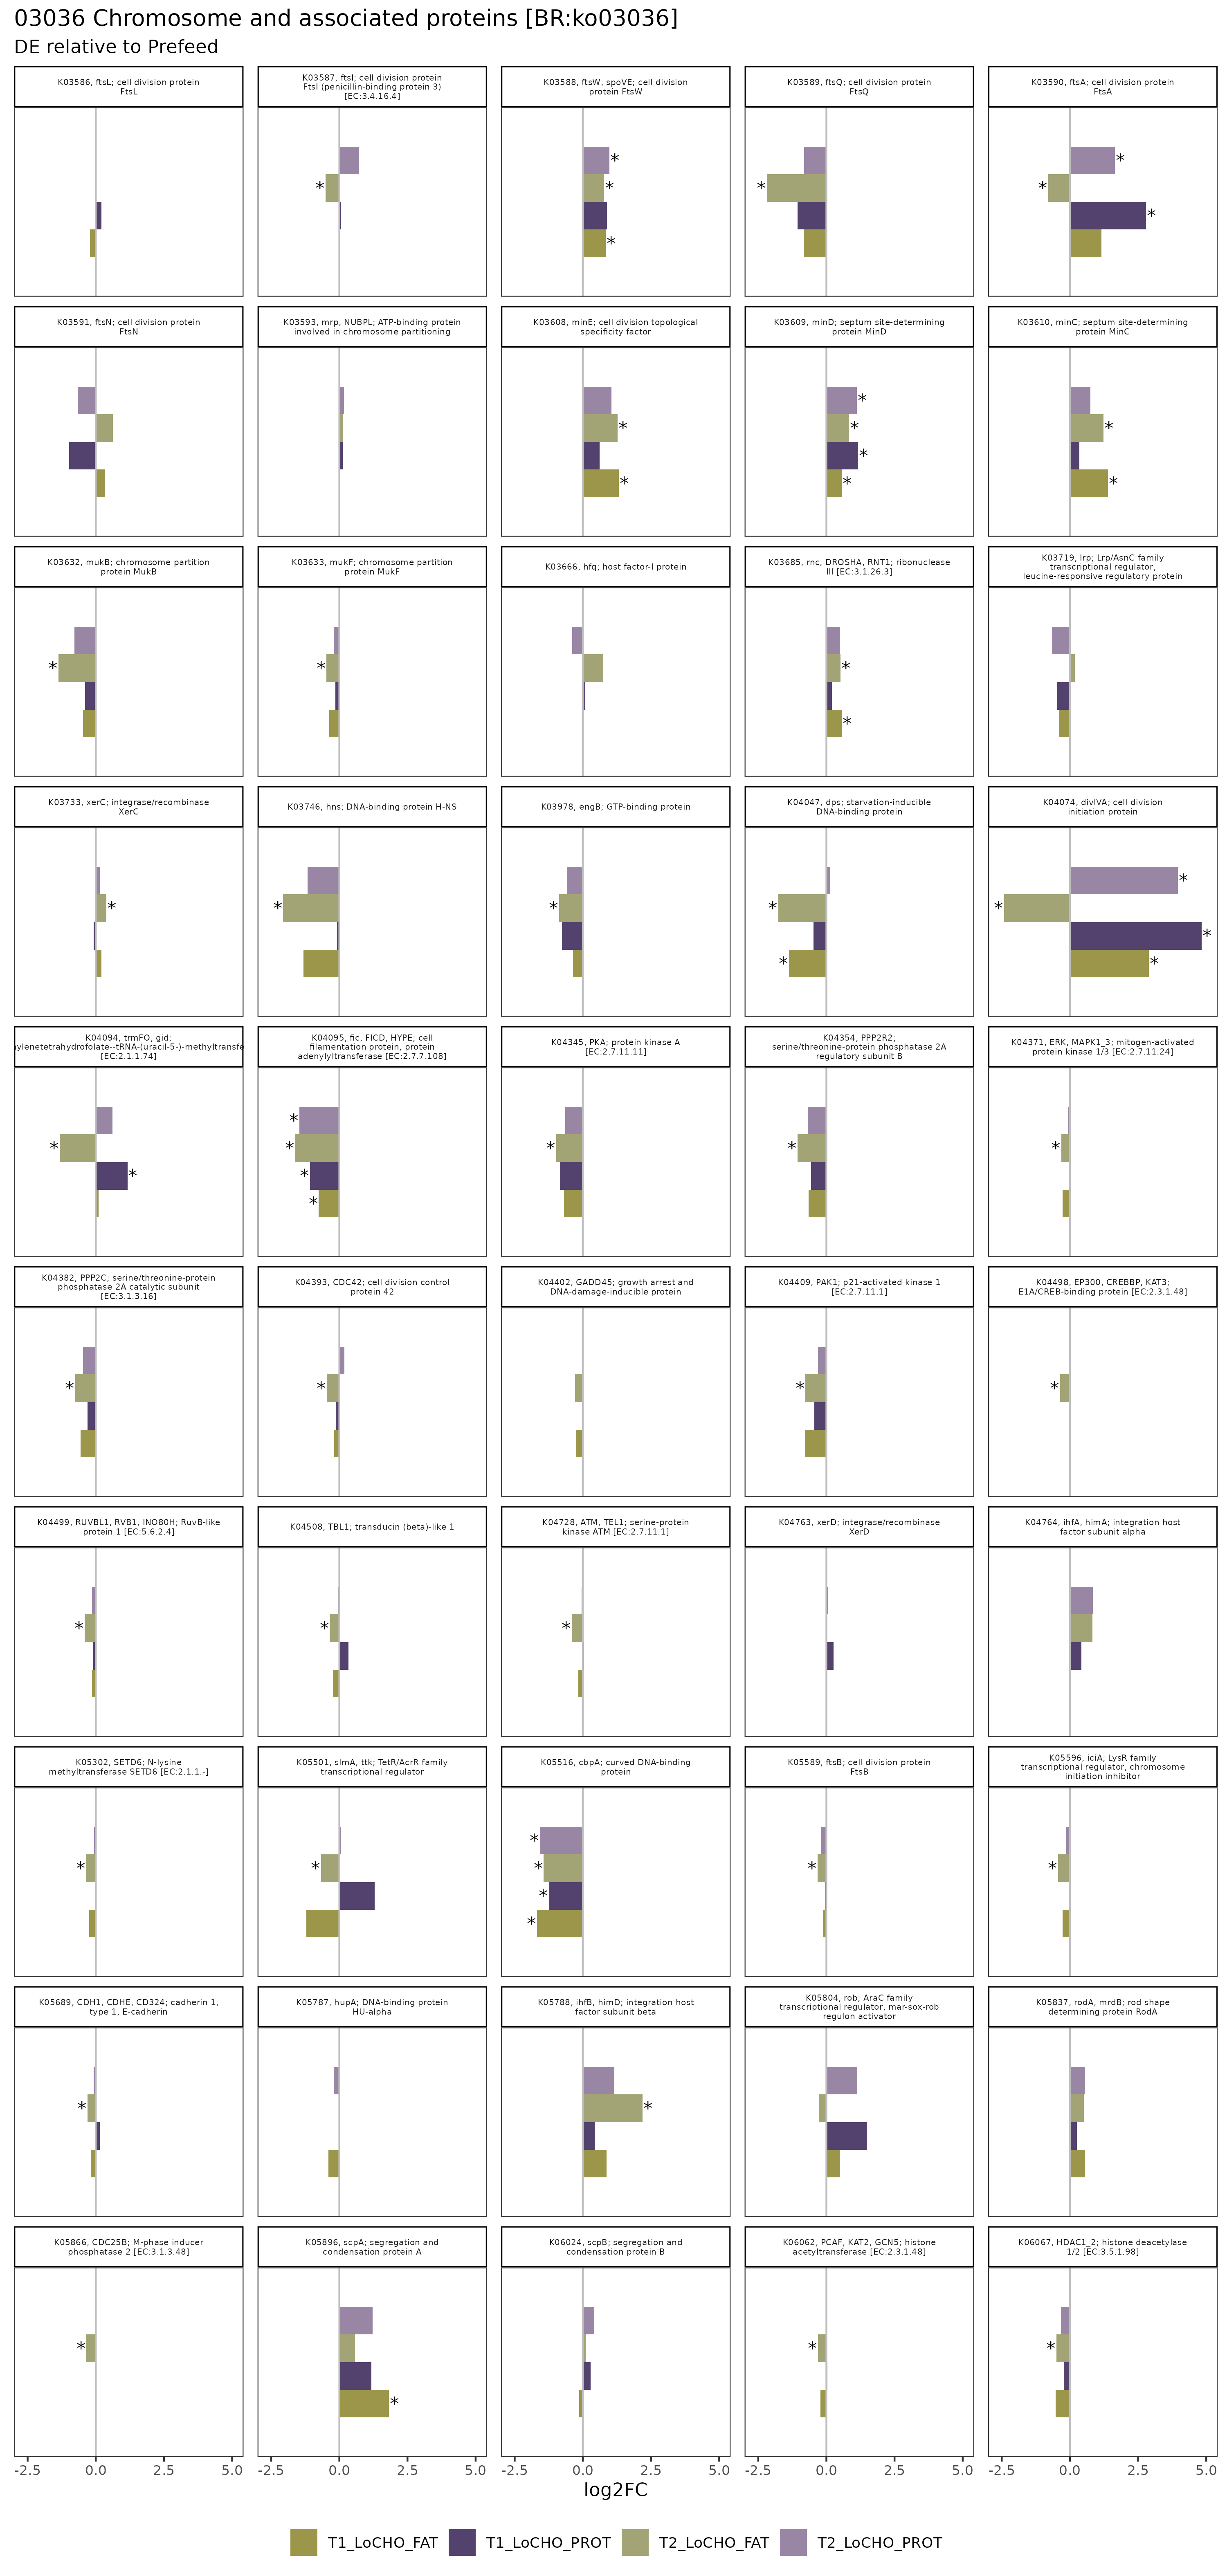 03036 Chromosome and associated proteins [BR:ko03036]
DE relative to Prefeed
K03586, ftsL; cell division protein
FtsL
K03587, ftsI; cell division protein
FtsI (penicillin-binding protein 3)
[EC:3.4.16.4]
K03588, ftsW, spoVE; cell division
protein FtsW
K03589, ftsQ; cell division protein
FtsQ
K03590, ftsA; cell division protein
FtsA
*
*
*
*
*
*
*
*
K03591, ftsN; cell division protein
FtsN
K03593, mrp, NUBPL; ATP-binding protein
involved in chromosome partitioning
K03608, minE; cell division topological
specificity factor
K03609, minD; septum site-determining
protein MinD
K03610, minC; septum site-determining
protein MinC
*
*
*
*
*
*
*
*
K03632, mukB; chromosome partition
protein MukB
K03633, mukF; chromosome partition
protein MukF
K03666, hfq; host factor-I protein
K03685, rnc, DROSHA, RNT1; ribonuclease
III [EC:3.1.26.3]
K03719, lrp; Lrp/AsnC family
transcriptional regulator,
leucine-responsive regulatory protein
*
*
*
*
K03733, xerC; integrase/recombinase
XerC
K03746, hns; DNA-binding protein H-NS
K03978, engB; GTP-binding protein
K04047, dps; starvation-inducible
DNA-binding protein
K04074, divIVA; cell division
initiation protein
*
*
*
*
*
*
*
*
*
K04094, trmFO, gid;
ylenetetrahydrofolate--tRNA-(uracil-5-)-methyltransfe
[EC:2.1.1.74]
K04095, fic, FICD, HYPE; cell
filamentation protein, protein
adenylyltransferase [EC:2.7.7.108]
K04345, PKA; protein kinase A
[EC:2.7.11.11]
K04354, PPP2R2;
serine/threonine-protein phosphatase 2A
regulatory subunit B
K04371, ERK, MAPK1_3; mitogen-activated
protein kinase 1/3 [EC:2.7.11.24]
*
*
*
*
*
*
*
*
*
K04382, PPP2C; serine/threonine-protein
phosphatase 2A catalytic subunit
[EC:3.1.3.16]
K04393, CDC42; cell division control
protein 42
K04402, GADD45; growth arrest and
DNA-damage-inducible protein
K04409, PAK1; p21-activated kinase 1
[EC:2.7.11.1]
K04498, EP300, CREBBP, KAT3;
E1A/CREB-binding protein [EC:2.3.1.48]
*
*
*
*
K04499, RUVBL1, RVB1, INO80H; RuvB-like
protein 1 [EC:5.6.2.4]
K04508, TBL1; transducin (beta)-like 1
K04728, ATM, TEL1; serine-protein
kinase ATM [EC:2.7.11.1]
K04763, xerD; integrase/recombinase
XerD
K04764, ihfA, himA; integration host
factor subunit alpha
*
*
*
K05302, SETD6; N-lysine
methyltransferase SETD6 [EC:2.1.1.-]
K05501, slmA, ttk; TetR/AcrR family
transcriptional regulator
K05516, cbpA; curved DNA-binding
protein
K05589, ftsB; cell division protein
FtsB
K05596, iciA; LysR family
transcriptional regulator, chromosome
initiation inhibitor
*
*
*
*
*
*
*
*
K05689, CDH1, CDHE, CD324; cadherin 1,
type 1, E-cadherin
K05787, hupA; DNA-binding protein
HU-alpha
K05788, ihfB, himD; integration host
factor subunit beta
K05804, rob; AraC family
transcriptional regulator, mar-sox-rob
regulon activator
K05837, rodA, mrdB; rod shape
determining protein RodA
*
*
K05866, CDC25B; M-phase inducer
phosphatase 2 [EC:3.1.3.48]
K05896, scpA; segregation and
condensation protein A
K06024, scpB; segregation and
condensation protein B
K06062, PCAF, KAT2, GCN5; histone
acetyltransferase [EC:2.3.1.48]
K06067, HDAC1_2; histone deacetylase
1/2 [EC:3.5.1.98]
*
*
*
*
-2.5 0.0 2.5 5.0 -2.5 0.0 2.5 5.0 -2.5 0.0 2.5 5.0 -2.5 0.0 2.5 5.0 -2.5 0.0 2.5 5.0
log2FC
T1_LoCHO_FAT T1_LoCHO_PROT T2_LoCHO_FAT T2_LoCHO_PROT